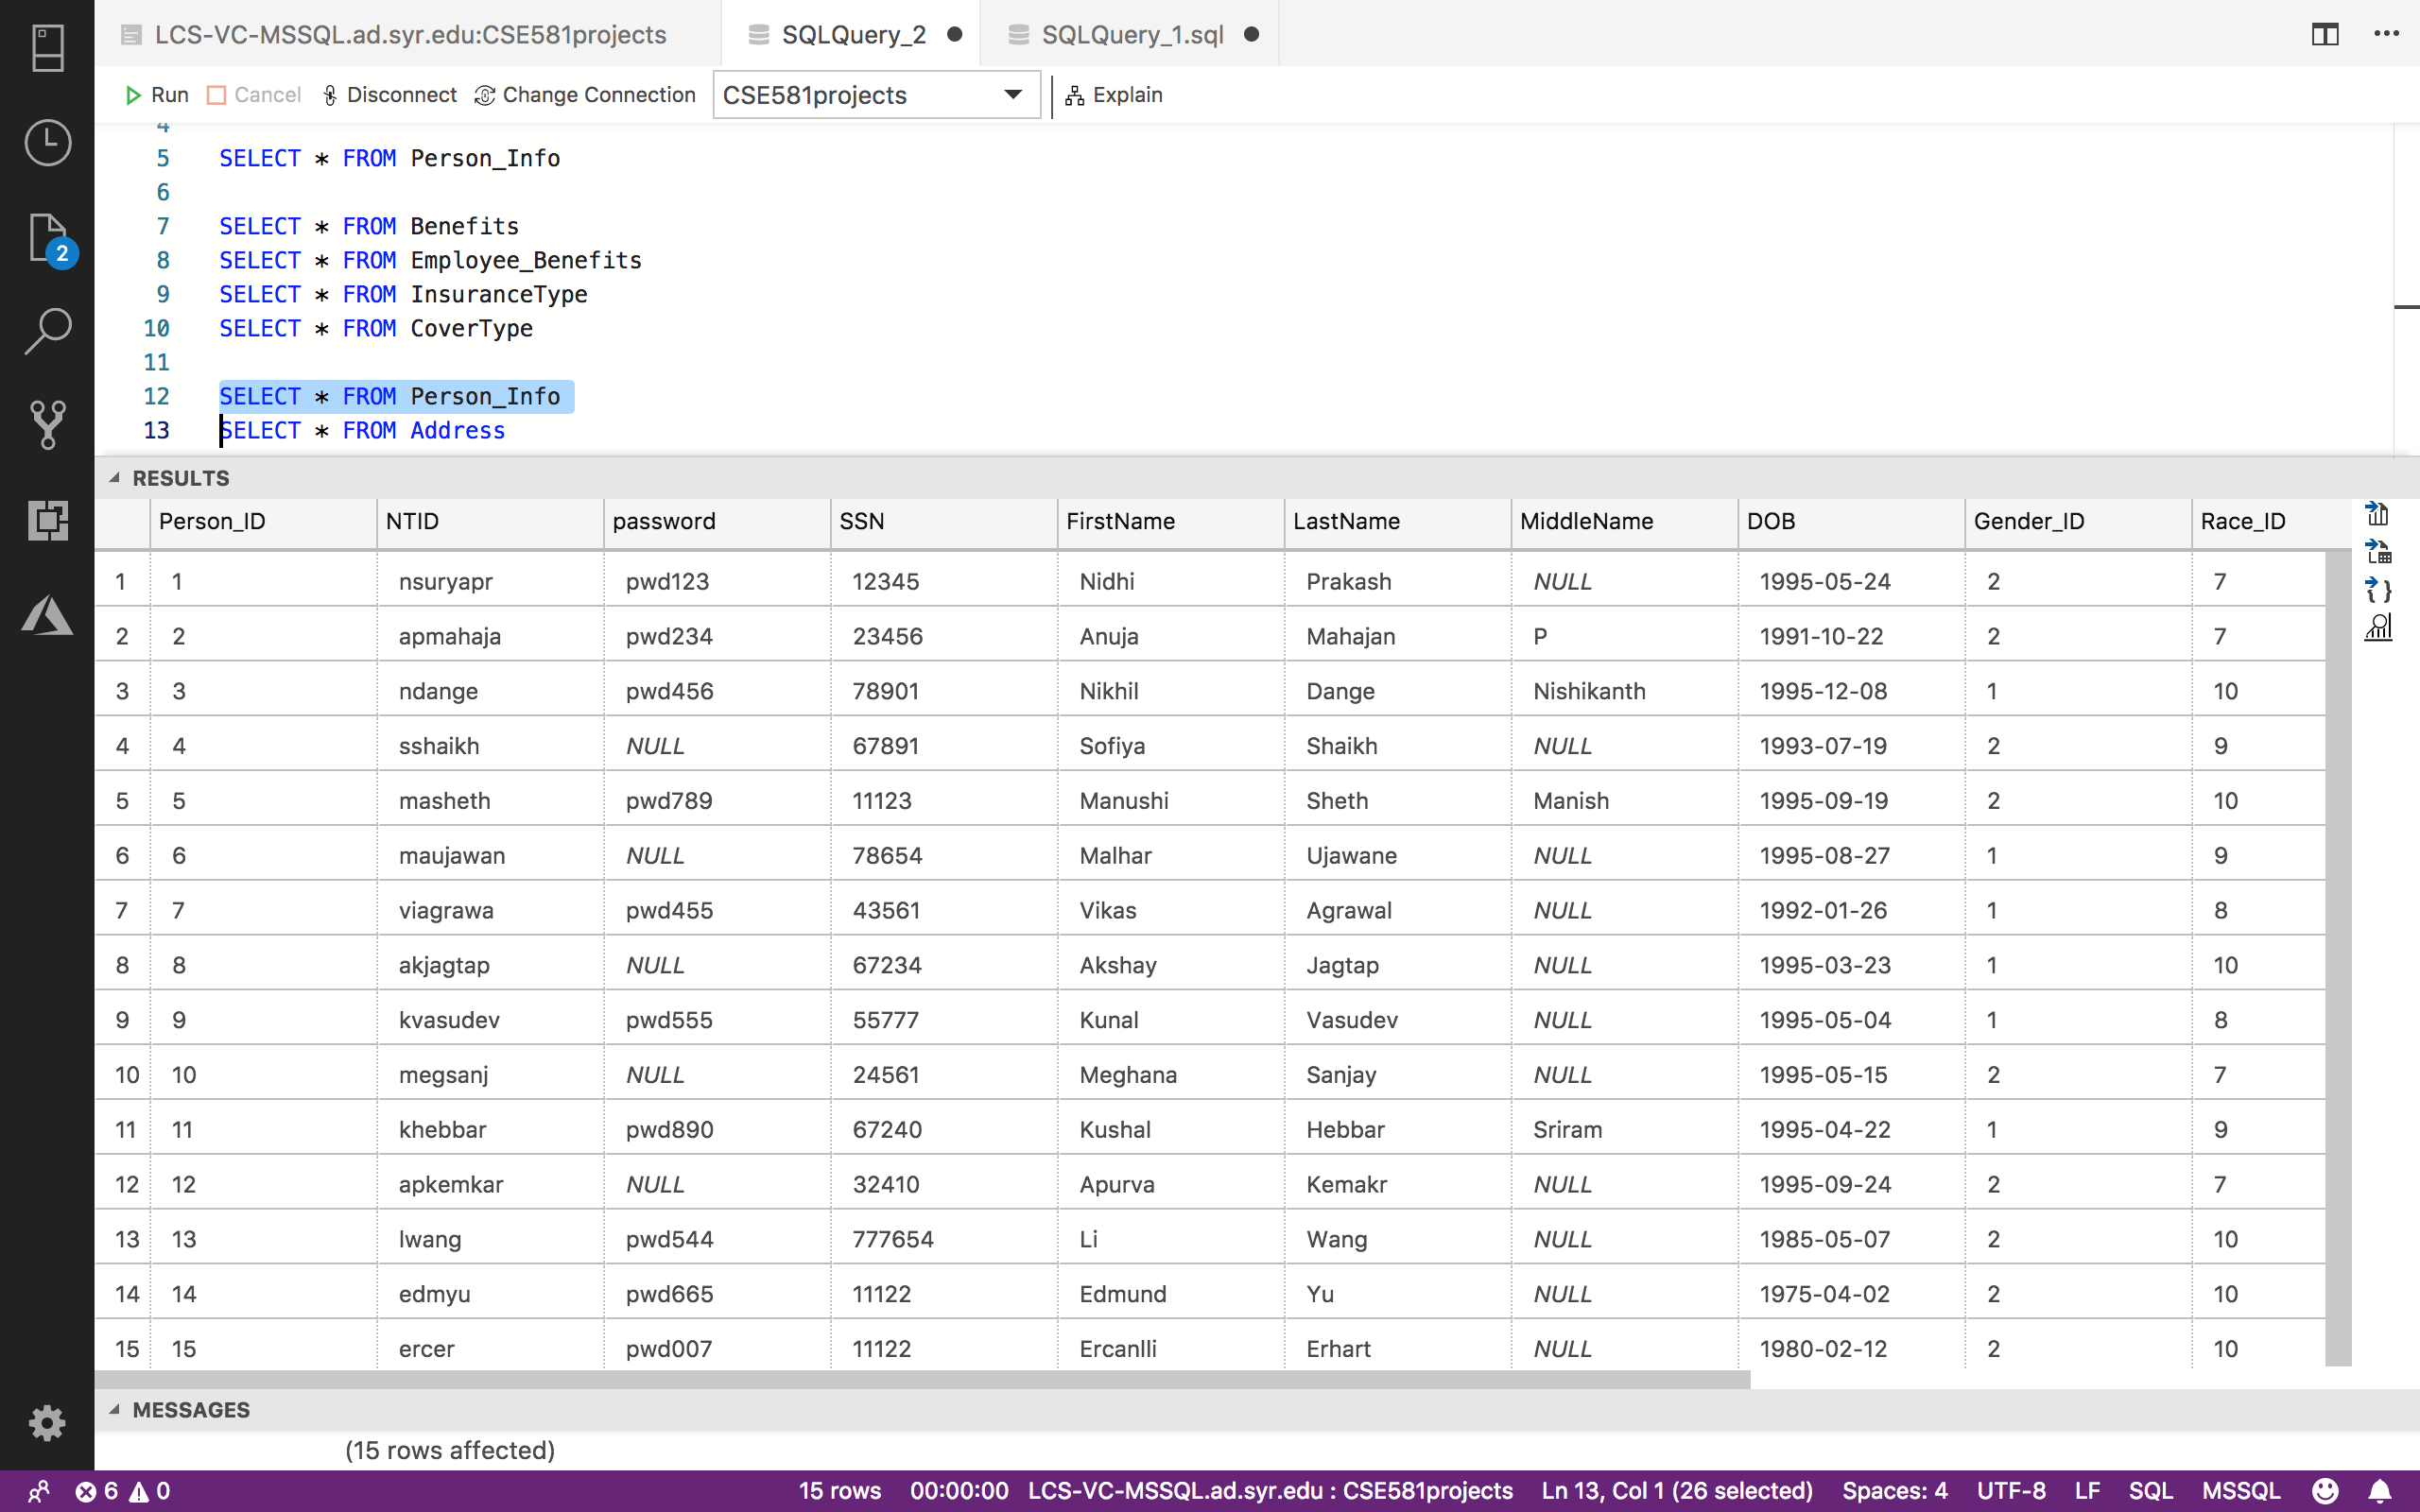 LCS-VC-MSSQL.ad.syr.edu:CSE581projects SQLQuery_2 SQLQuery_1.sql
Run Cancel Disconnect Change Connection CSE581projects Explain
4
5 SELECT * FROM Person_Info
6
7 SELECT * FROM Benefits
8 SELECT * FROM Employee_Benefits
9 SELECT * FROM InsuranceType
10 SELECT * FROM CoverType
11
12 SELECT * FROM Person_Info
13 SELECT * FROM Address
2
RESULTS
Person_ID NTID password SSN FirstName LastName MiddleName DOB Gender_ID Race_ID
1 1 nsuryapr pwd123 12345 Nidhi Prakash NULL 1995-05-24 2 7
2 2 apmahaja pwd234 23456 Anuja Mahajan P 1991-10-22 2 7
3 3 ndange pwd456 78901 Nikhil Dange Nishikanth 1995-12-08 1 10
4 4 sshaikh NULL 67891 Sofiya Shaikh NULL 1993-07-19 2 9
5 5 masheth pwd789 11123 Manushi Sheth Manish 1995-09-19 2 10
6 6 maujawan NULL 78654 Malhar Ujawane NULL 1995-08-27 1 9
7 7 viagrawa pwd455 43561 Vikas Agrawal NULL 1992-01-26 1 8
8 8 akjagtap NULL 67234 Akshay Jagtap NULL 1995-03-23 1 10
9 9 kvasudev pwd555 55777 Kunal Vasudev NULL 1995-05-04 1 8
10 10 megsanj NULL 24561 Meghana Sanjay NULL 1995-05-15 2 7
11 11 khebbar pwd890 67240 Kushal Hebbar Sriram 1995-04-22 1 9
12 12 apkemkar NULL 32410 Apurva Kemakr NULL 1995-09-24 2 7
13 13 lwang pwd544 777654 Li Wang NULL 1985-05-07 2 10
14 14 edmyu pwd665 11122 Edmund Yu NULL 1975-04-02 2 10
15 15 ercer pwd007 11122 Ercanlli Erhart NULL 1980-02-12 2 10
MESSAGES
(15 rows affected)
6 0 15 rows 00:00:00 LCS-VC-MSSQL.ad.syr.edu : CSE581projects Ln 13, Col 1 (26 selected) Spaces: 4 UTF-8 LF SQL MSSQL